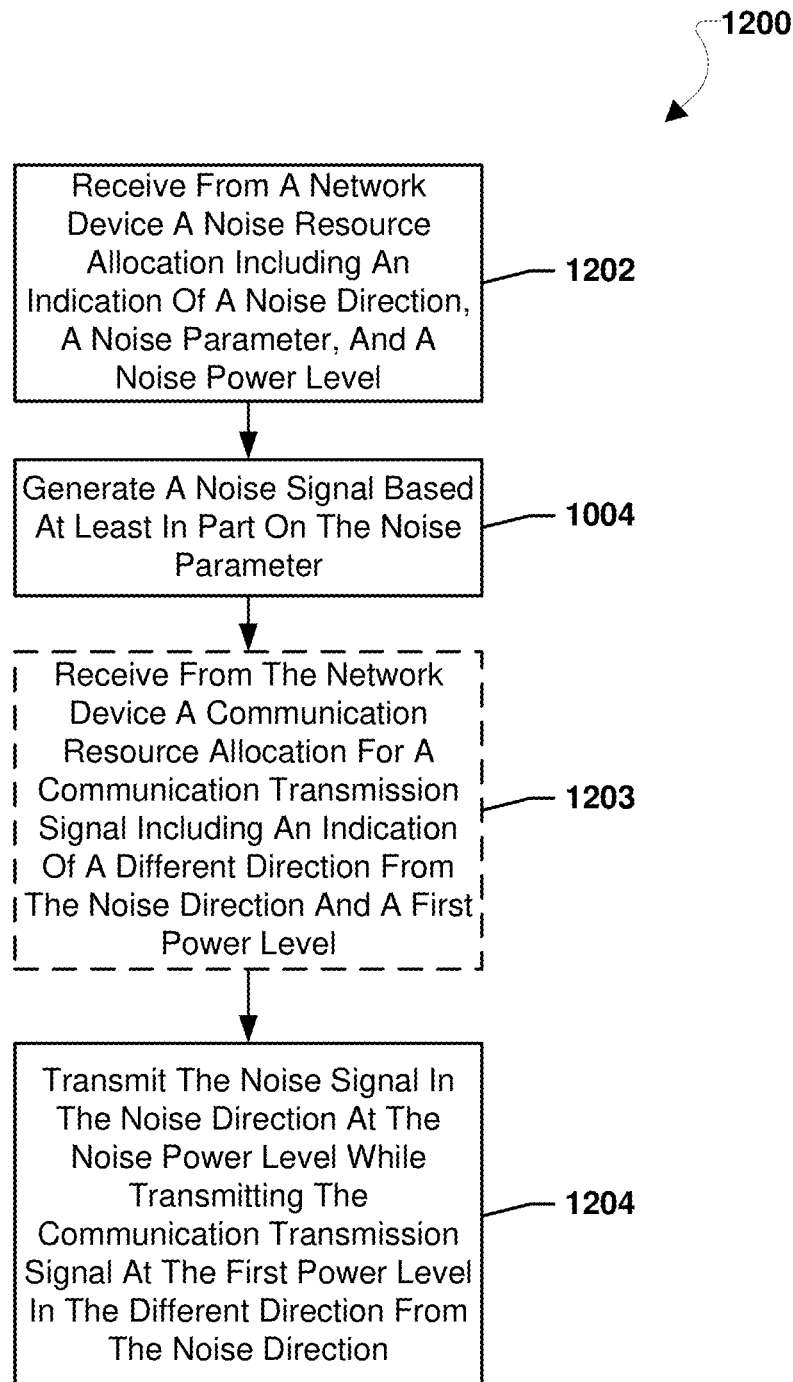 1200
Receive From A Network
Device A Noise Resource
Allocation Including An
Indication Of A Noise Direction,
A Noise Parameter, And A
Noise Power Level
1202
Generate A Noise Signal Based
At Least In Part On The Noise
Parameter
1004
Receive From The Network
Device A Communication
Resource Allocation For A
Communication Transmission
Signal Including An Indication
Of A Different Direction From
The Noise Direction And A First
Power Level
1203
Transmit The Noise Signal In
The Noise Direction At The
Noise Power Level While
Transmitting The
Communication Transmission
Signal At The First Power Level
In The Different Direction From
The Noise Direction
1204